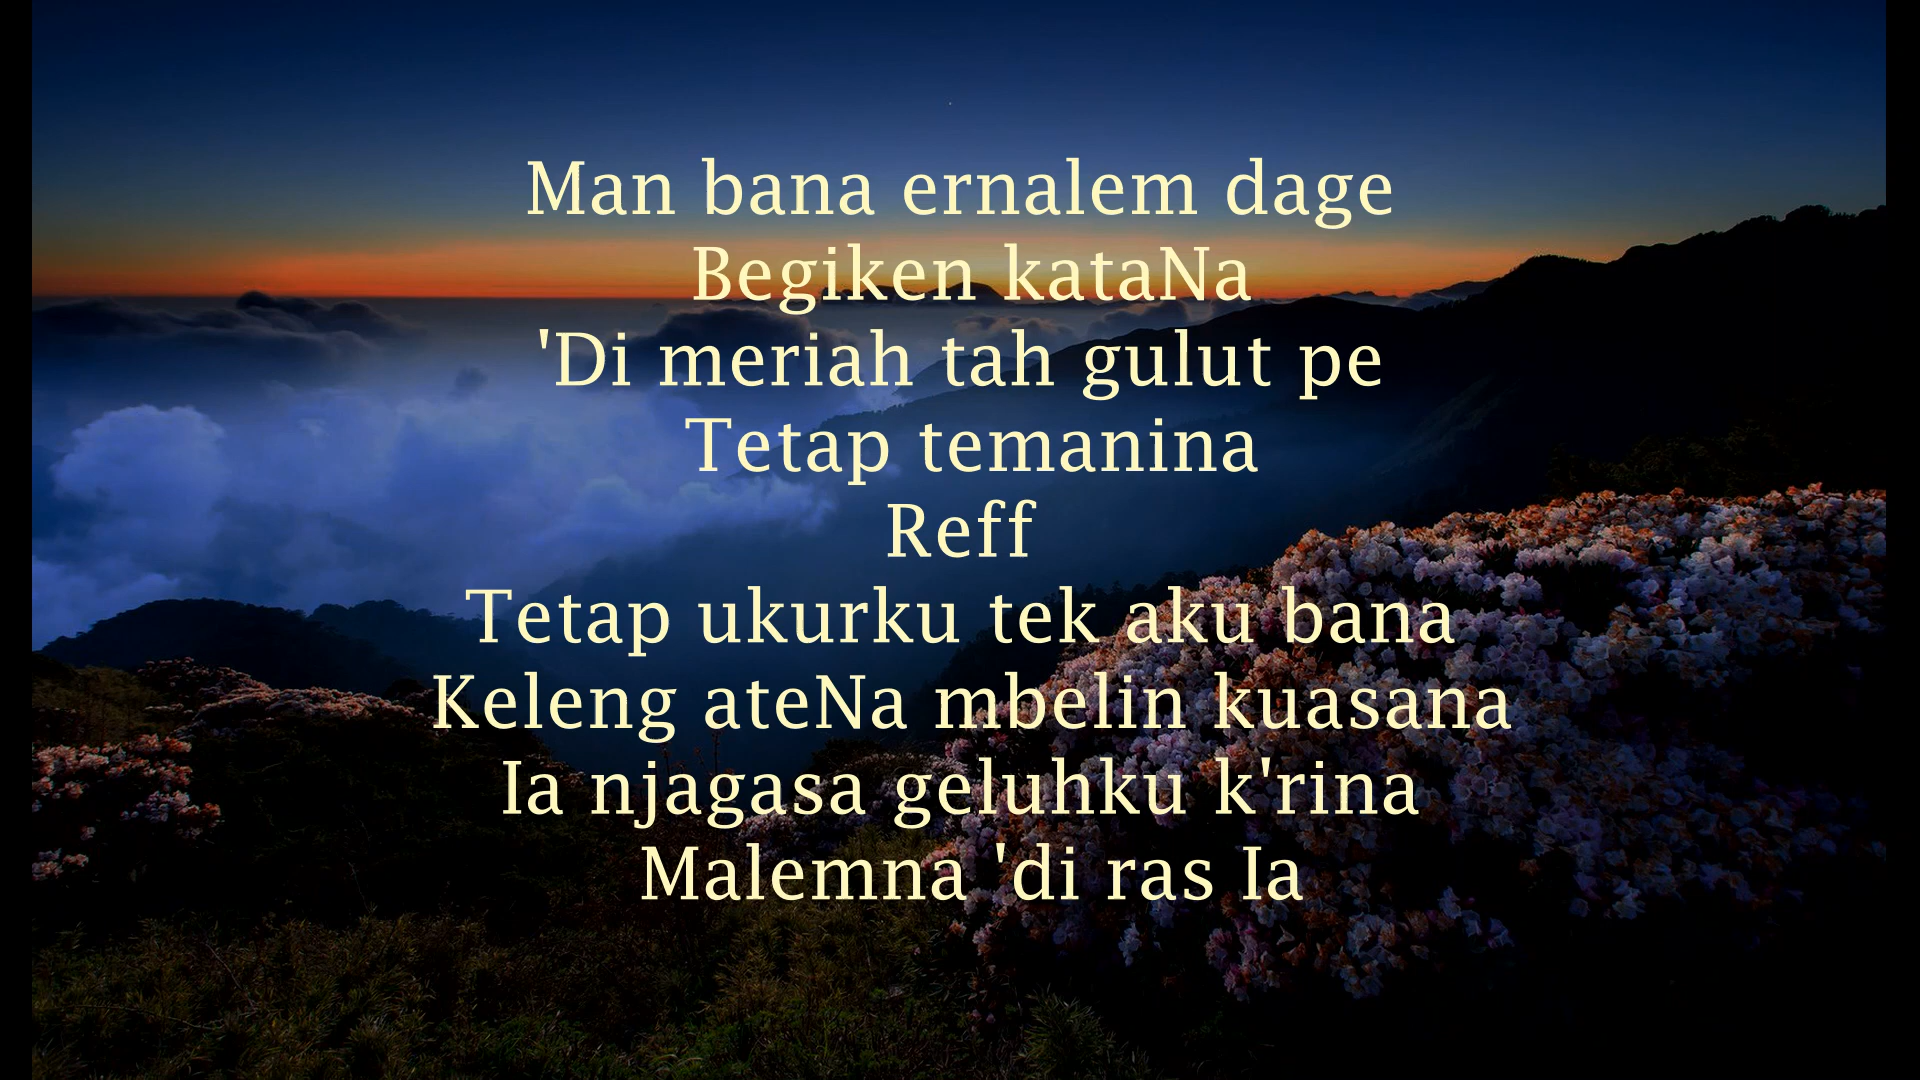 Man bana ernalem dage
Begiken kataNa
'Di meriah tah gulut pe
Tetap temanina
Reff
Tetap ukurku tek aku bana
Keleng ateNa mbelin kuasana
Ia njagasa geluhku k'rina
Malemna 'di ras Ia